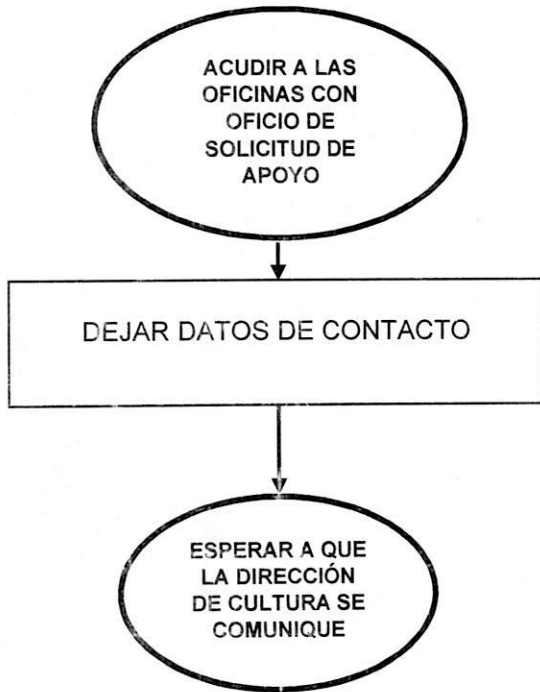 ACUDIR A LAS
OFICINAS CON
OFICIO DE
SOLICITUD DE
APOYO
DEJAR DATOS DE CONTACTO
ESPERAR A QUE
LA DIRECCIÓN
DE CULTURA SE
COMUNIQUE